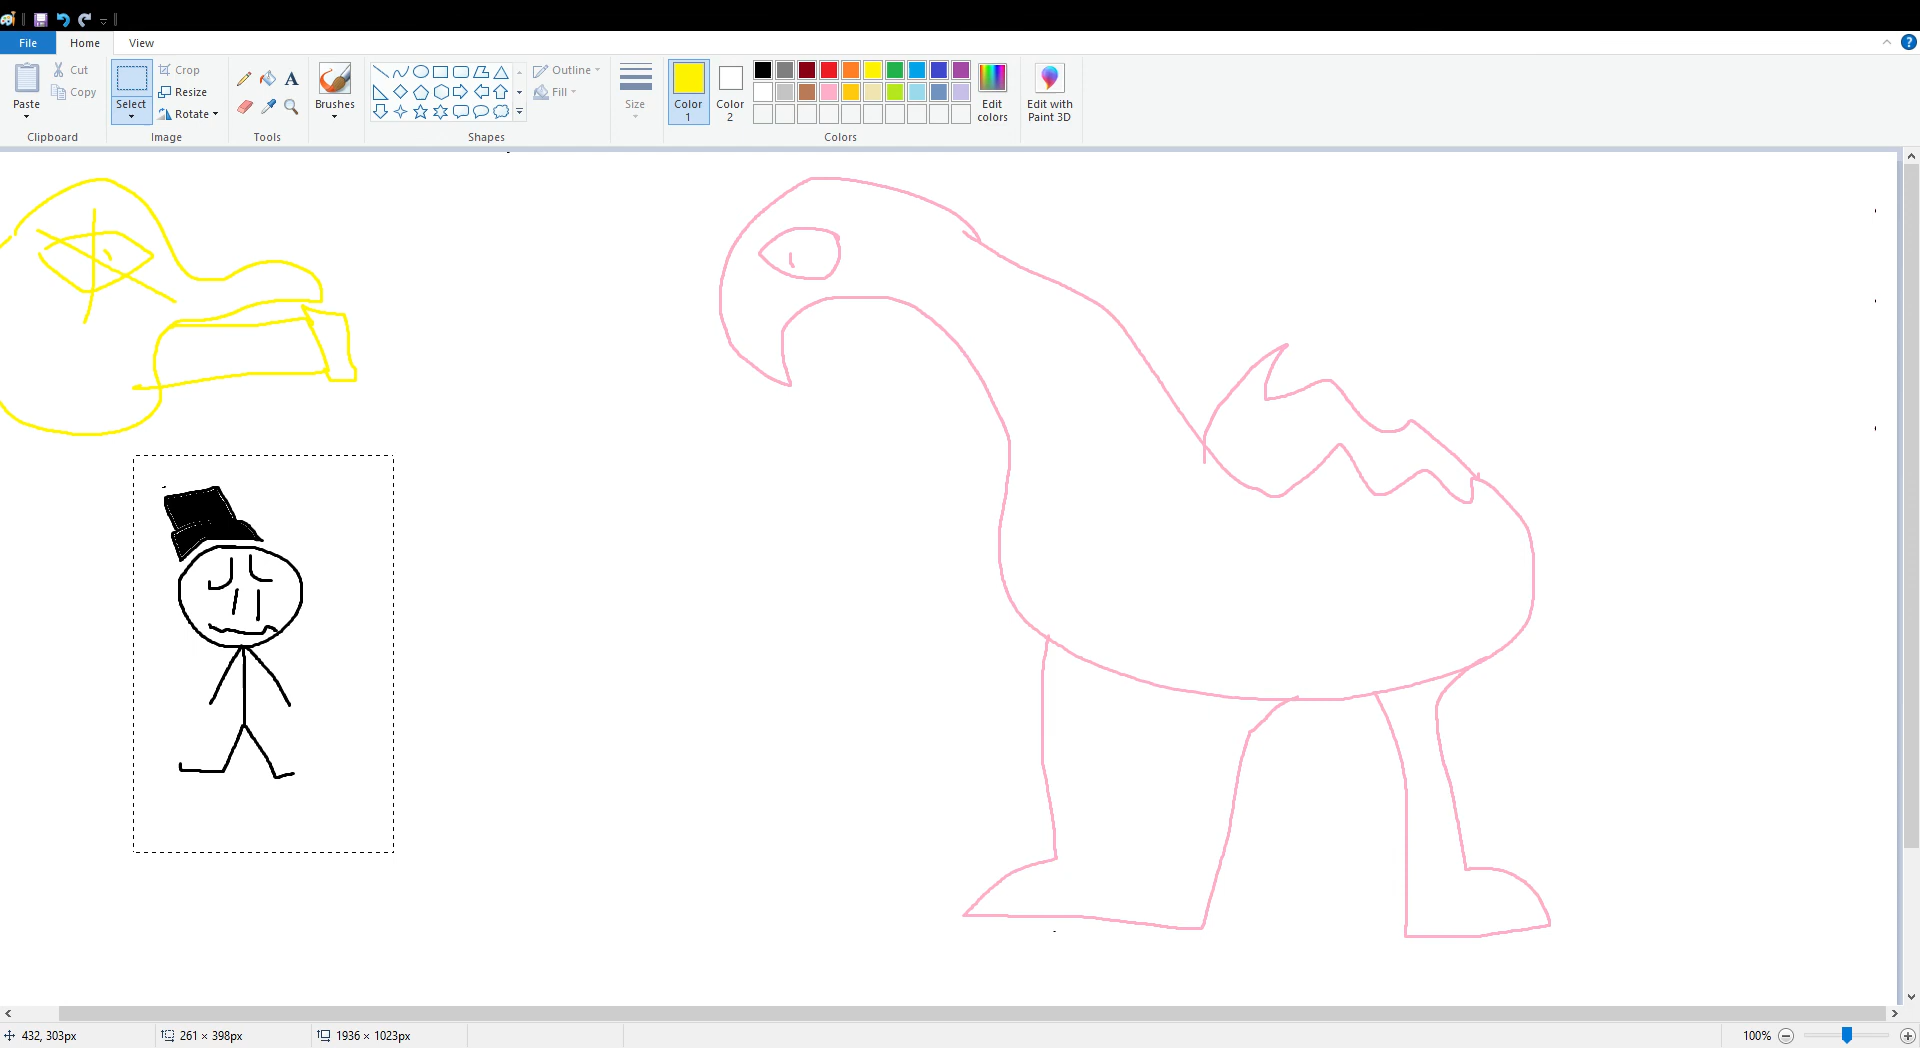 File Home View
Cut
Copy
Paste
Clipboard
Select
Crop
Resize
Rotate
Image
A
Tools
Brushes
Outline
Fill
Shapes
Size
Color
1
Color
2
Edit
colors
Colors
Edit with
Paint 3D
?
432, 303px 261 × 398px 1936 × 1023px 100%